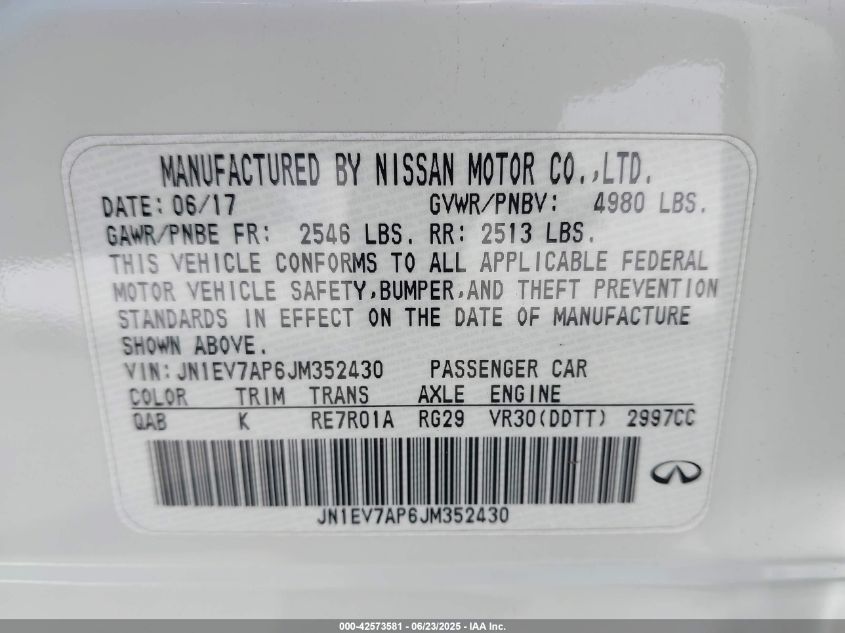 MANUFACTURED BY NISSAN MOTOR CO.,LTD.
DATE: 06/17 GVWR/PNBV: 4980 LBS.
GAWR/PNBE FR: 2546 LBS. RR: 2513 LBS.
THIS VEHICLE CONFORMS TO ALL APPLICABLE FEDERAL
MOTOR VEHICLE SAFETY,BUMPER,AND THEFT PREVENTION
STANDARDS IN EFFECT ON THE DATE OF MANUFACTURE
SHOWN ABOVE.
VIN: JN1EV7AP6JM352430 PASSENGER CAR
COLOR TRIM TRANS AXLE ENGINE
QAB K RE7R01A RG29 VR30(DDTT) 2997CC
JN1EV7AP6JM352430
000-42573581 - 06/23/2025 - IAA Inc.